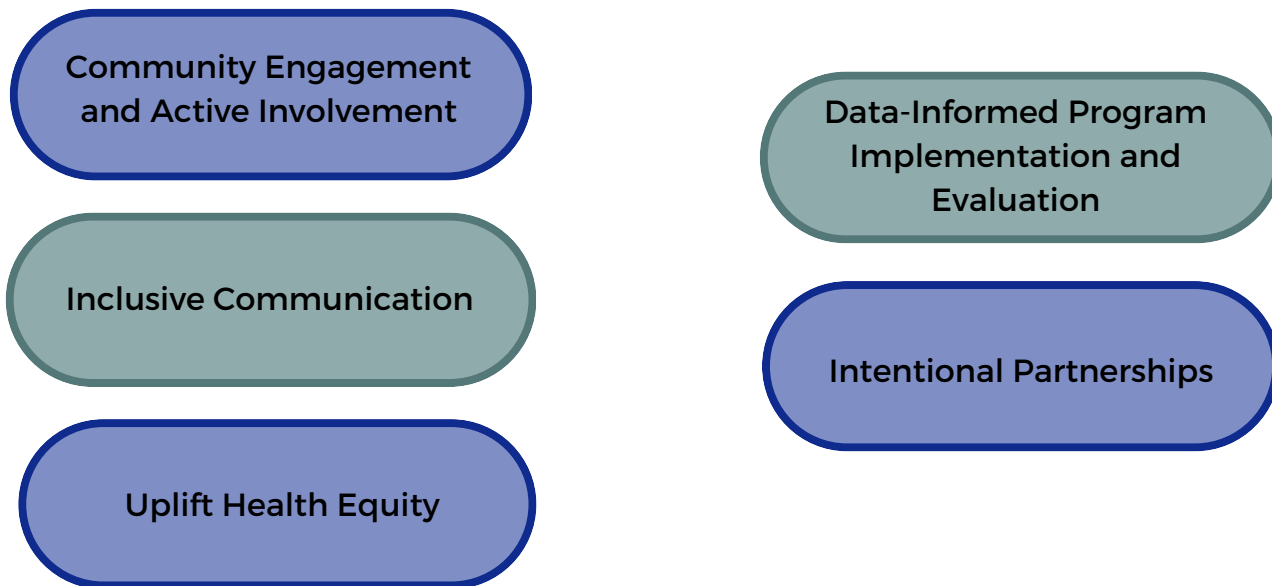 Community Engagement
and Active Involvement
Inclusive Communication
Uplift Health Equity
Data-Informed Program
Implementation and
Evaluation
Intentional Partnerships